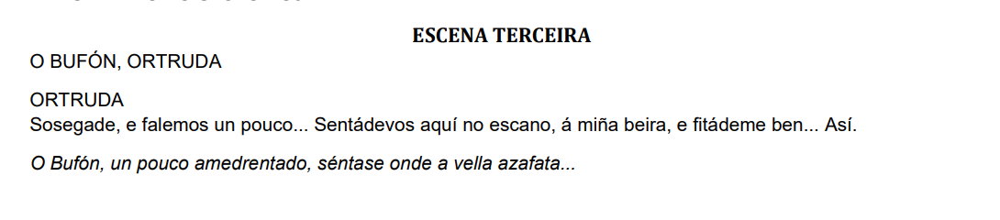 ESCENA TERCEIRA
O BUFÓN, ORTRUDA
ORTRUDA
Sosegade, e falemos un pouco... Sentádevos aquí no escano, á miña beira, e fitádeme ben... Así.
O Bufón, un pouco amedrentado, séntase onde a vella azafata...